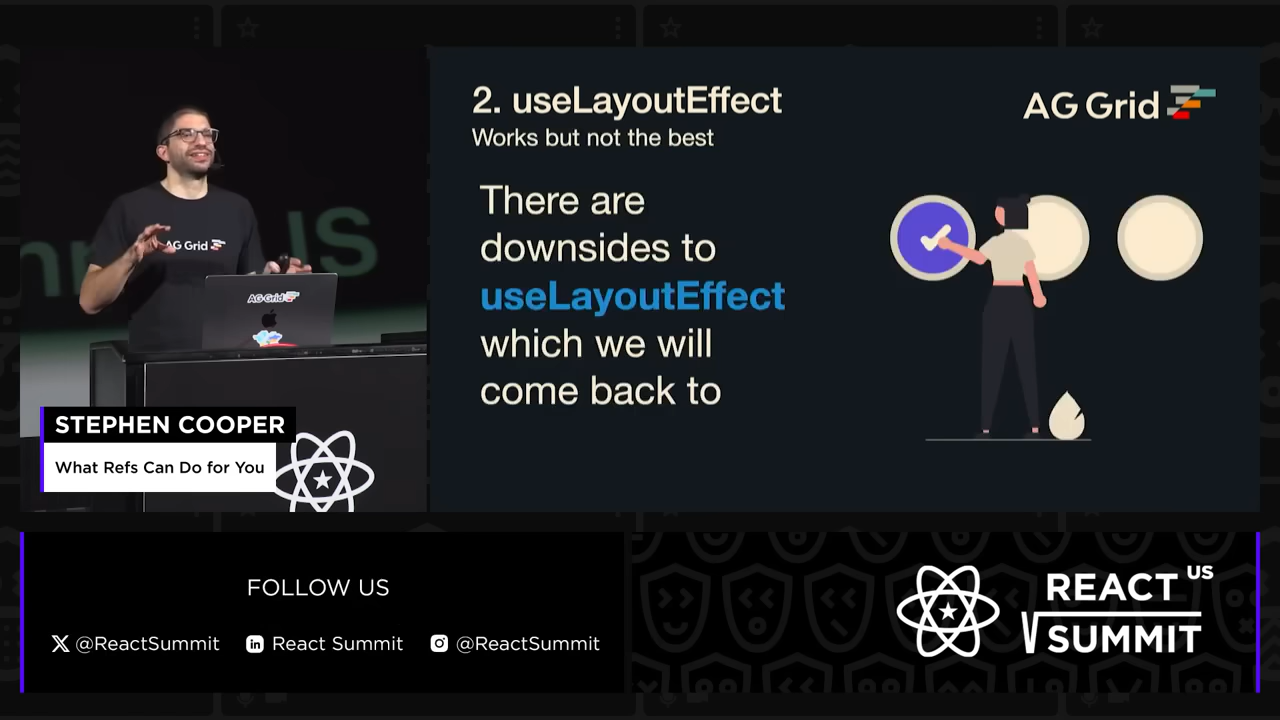 2. useLayoutEffect
Works but not the best
AG Grid
There are
downsides to
useLayoutEffect
which we will
come back to
AG Grid
AG Grid
STEPHEN COOPER
What Refs Can Do for You
FOLLOW US
@ReactSummit
React Summit
@ReactSummit
REACT US
SUMMIT